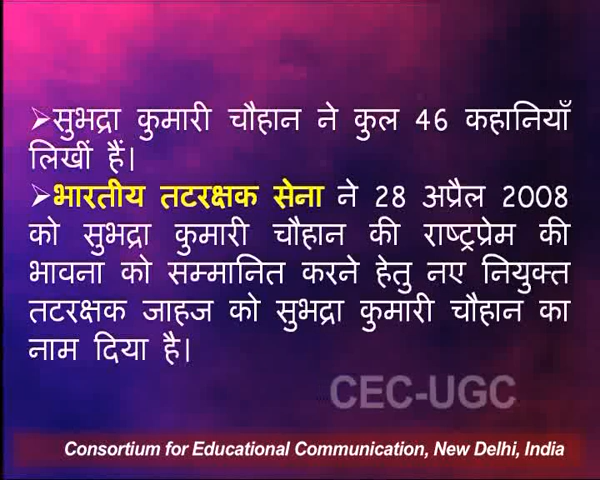 ➢सुभद्रा कुमारी चौहान ने कुल 46 कहानियाँ
लिखीं हैं।
➢भारतीय तटरक्षक सेना ने 28 अप्रैल 2008
को सुभद्रा कुमारी चौहान की राष्ट्रप्रेम की
भावना को सम्मानित करने हेतु नए नियुक्त
तटरक्षक जाहज को सुभद्रा कुमारी चौहान का
नाम दिया है।
CEC-UGC
Consortium for Educational Communication, New Delhi, India